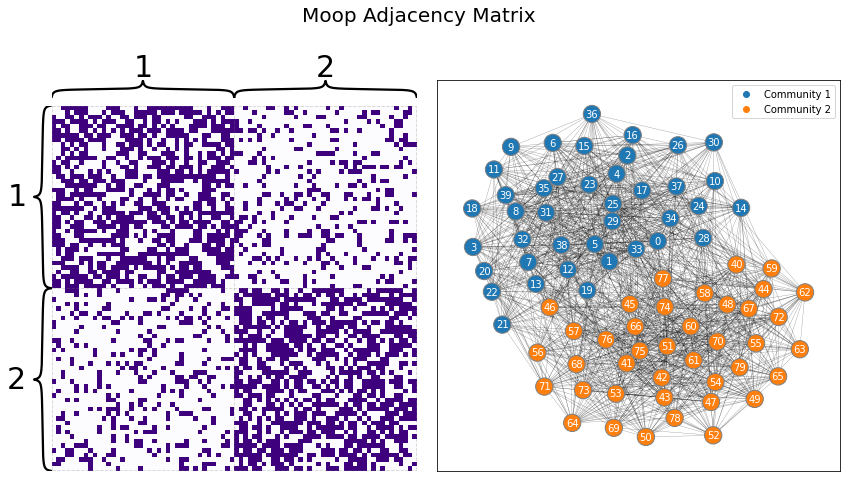 Moop Adjacency Matrix
1 2
1
2
Community 1
Community 2
36
16
6 15 26 30
9 2
11 4
27 23 17 37 10
39 35
18 8 31 25 24 14
29 34
3 32 38 5 33 0 28
20 7 12 1
22 13 19
21
40 59
77
58 44 62
46 45 74 48 67
57 66 60 72
76 70 55
56 75 51 63
68 41 61 79
42 54 65
71 73 53 43 47 49
64 69 78
50 52